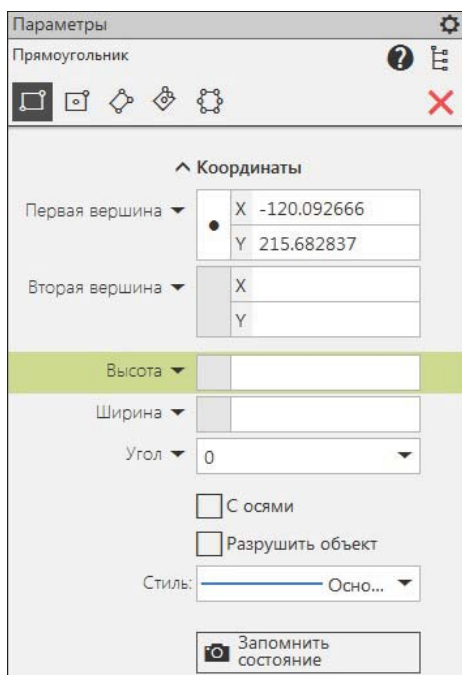 Параметры
Прямоугольник
Координаты
Первая вершина X -120.092666
Y 215.682837
Вторая вершина X
Y
Высота
Ширина
Угол 0
С осями
Разрушить объект
Стиль: Осно...
Запомнить
состояние